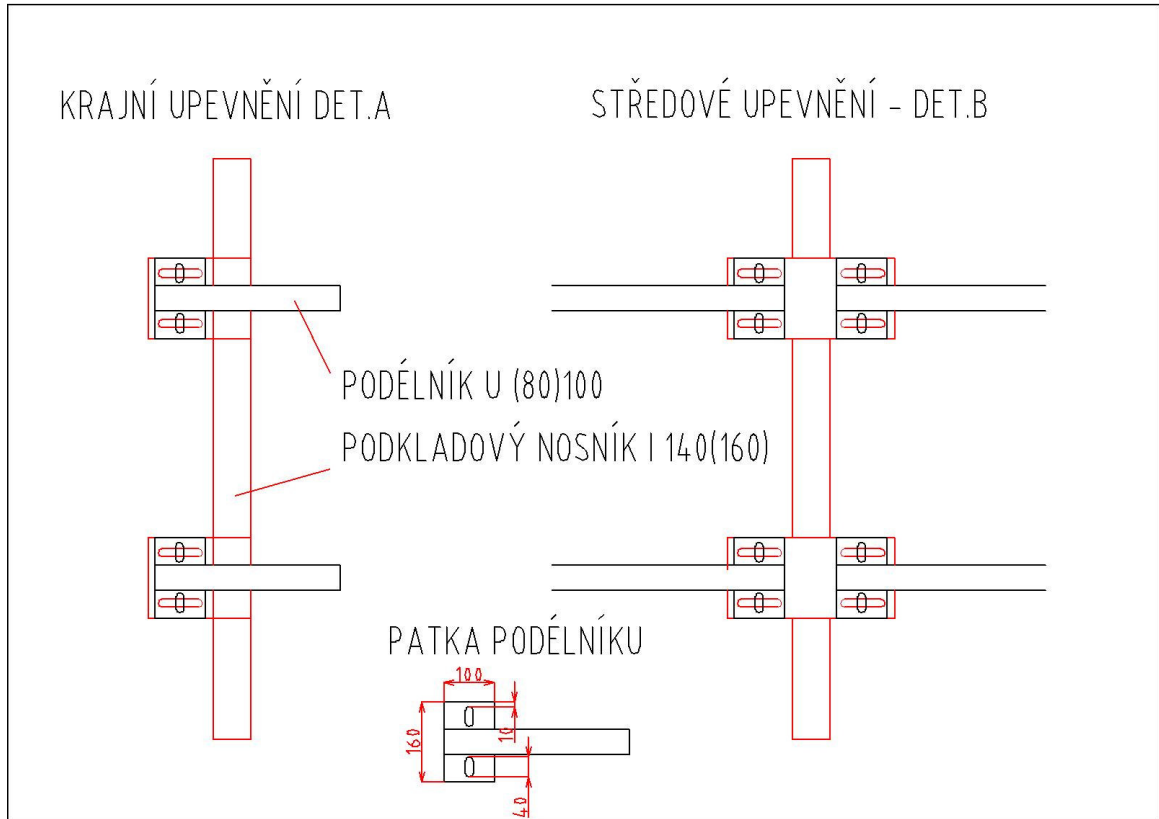 KRAJNÍ UPEVNĚNÍ DET.A
STŘEDOVÉ UPEVNĚNÍ - DET.B
PODÉLNÍK U (80)100
PODKLADOVÝ NOSNÍK I 140(160)
PATKA PODÉLNÍKU
100
160
10
40